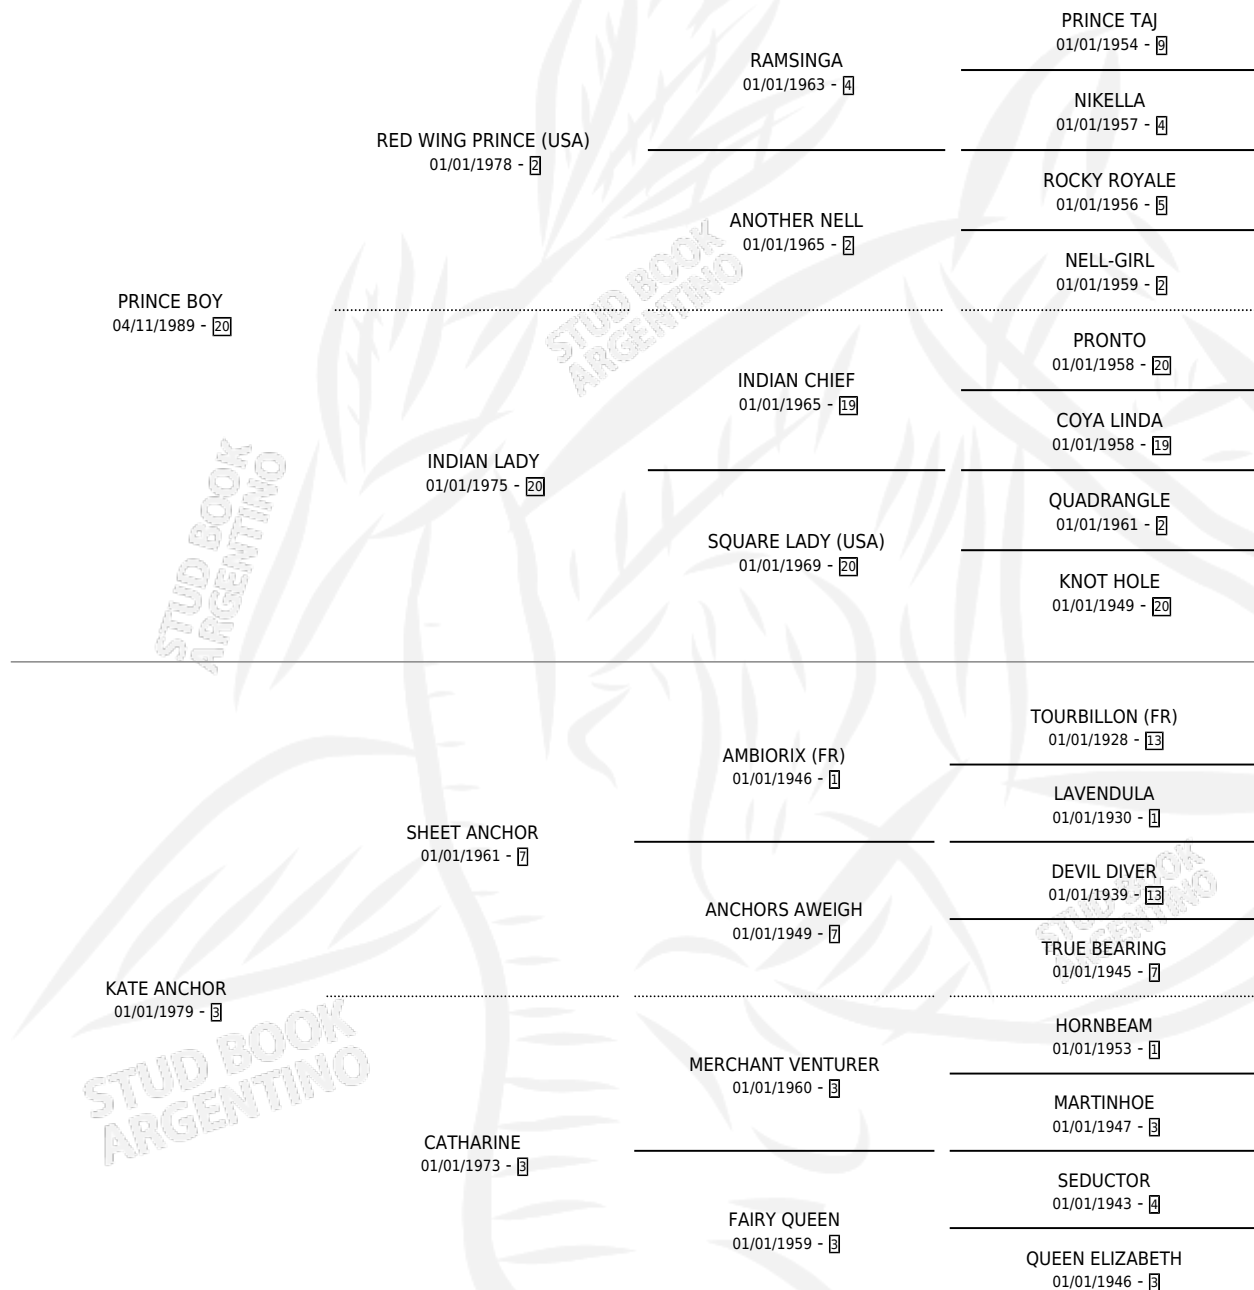 PRINCE TAJ
01/01/1954 - 9
RAMSINGA
01/01/1963 - 4
NIKELLA
01/01/1957 - 4
RED WING PRINCE (USA)
01/01/1978 - 2
ROCKY ROYALE
01/01/1956 - 5
ANOTHER NELL
01/01/1965 - 2
NELL-GIRL
01/01/1959 - 2
PRINCE BOY
04/11/1989 - 20
PRONTO
01/01/1958 - 20
INDIAN CHIEF
01/01/1965 - 19
COYA LINDA
01/01/1958 - 19
INDIAN LADY
01/01/1975 - 20
QUADRANGLE
01/01/1961 - 2
SQUARE LADY (USA)
01/01/1969 - 20
KNOT HOLE
01/01/1949 - 20
STUD BOOK
ARGENTINO
STUD BOOK
ARGENTINO
TOURBILLON (FR)
01/01/1928 - 13
AMBIORIX (FR)
01/01/1946 - 1
LAVENDULA
01/01/1930 - 1
SHEET ANCHOR
01/01/1961 - 7
DEVIL DIVER
01/01/1939 - 13
ANCHORS AWEIGH
01/01/1949 - 7
TRUE BEARING
01/01/1945 - 7
KATE ANCHOR
01/01/1979 - 3
HORNBEAM
01/01/1953 - 1
MERCHANT VENTURER
01/01/1960 - 3
MARTINHOE
01/01/1947 - 3
CATHARINE
01/01/1973 - 3
SEDUCTOR
01/01/1943 - 4
FAIRY QUEEN
01/01/1959 - 3
QUEEN ELIZABETH
01/01/1946 - 3
STUD BOOK
ARGENTINO
STUD BOOK
ARGENTINO